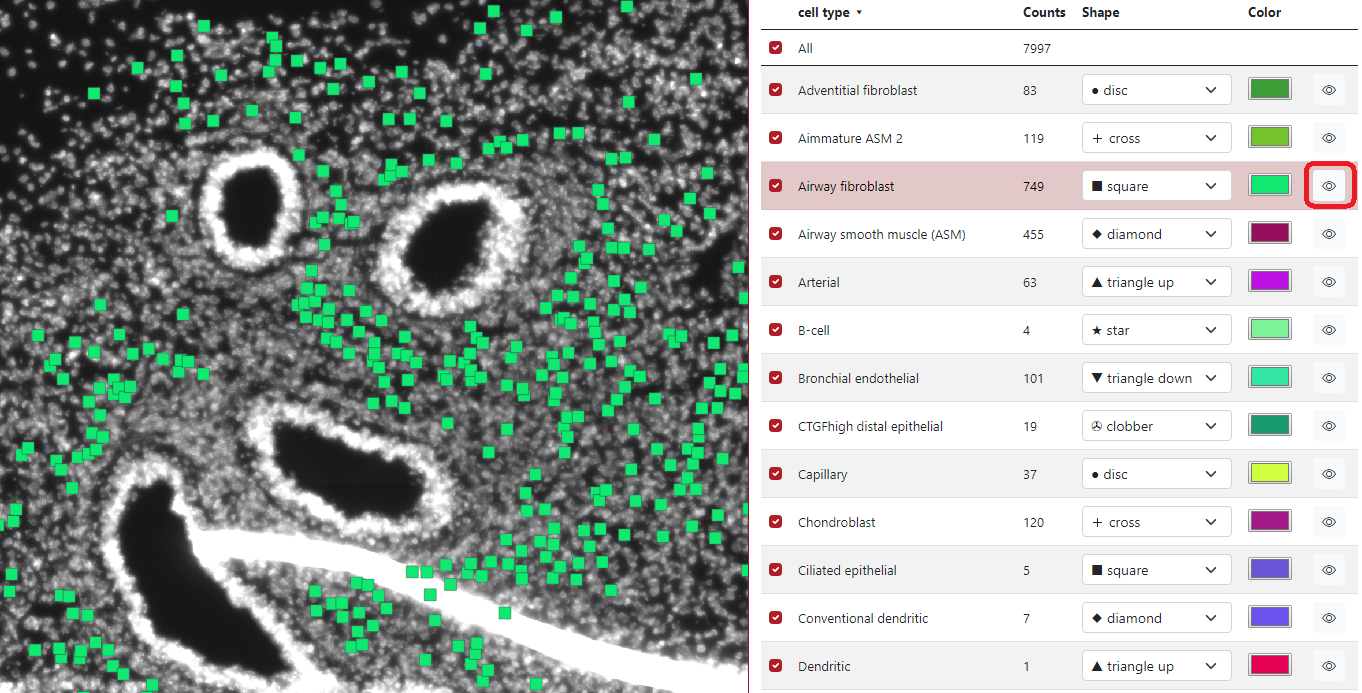 cell type ▾ Counts Shape Color
All 7997
Adventitial fibroblast 83 ● disc
Aimmature ASM 2 119 + cross
Airway fibroblast 749 ■ square
Airway smooth muscle (ASM) 455 ◆ diamond
Arterial 63 ▲ triangle up
B-cell 4 ★ star
Bronchial endothelial 101 ▼ triangle down
CTGFhigh distal epithelial 19 ✇ clobber
Capillary 37 ● disc
Chondroblast 120 + cross
Ciliated epithelial 5 ■ square
Conventional dendritic 7 ◆ diamond
Dendritic 1 ▲ triangle up